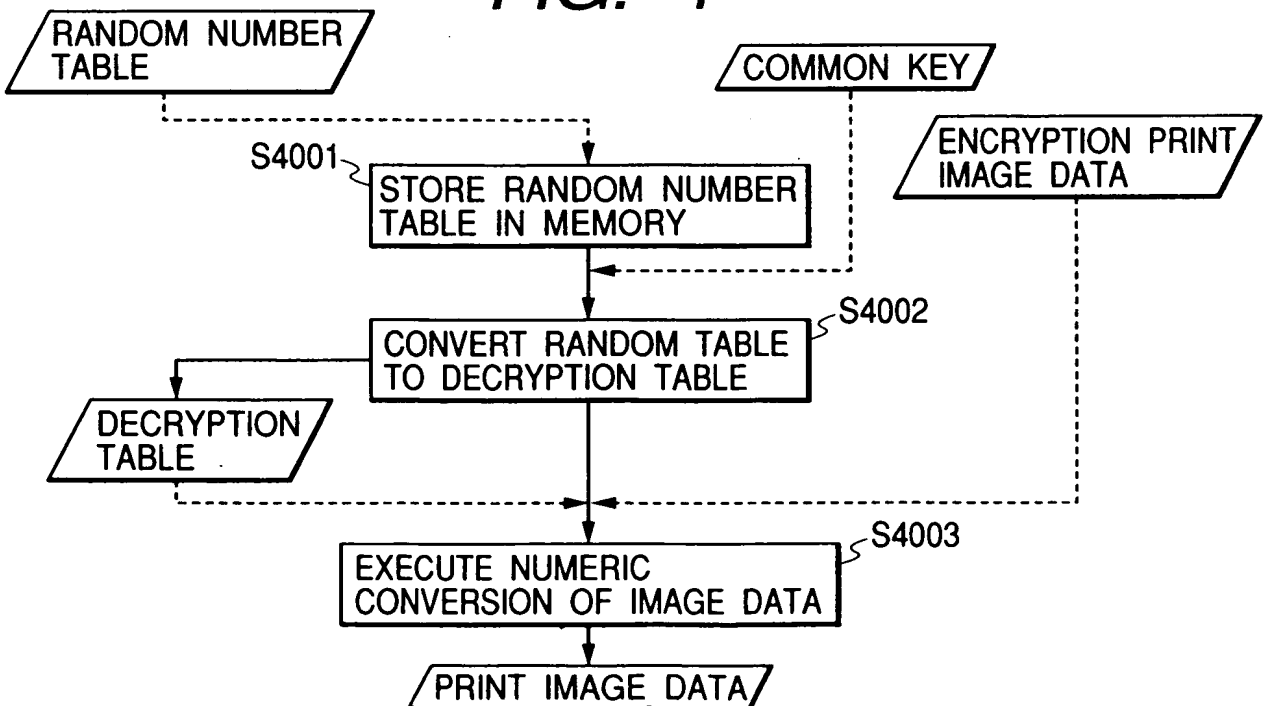 RANDOM NUMBER
TABLE
COMMON KEY
ENCRYPTION PRINT
IMAGE DATA
S4001
STORE RANDOM NUMBER
TABLE IN MEMORY
S4002
CONVERT RANDOM TABLE
TO DECRYPTION TABLE
DECRYPTION
TABLE
S4003
EXECUTE NUMERIC
CONVERSION OF IMAGE DATA
PRINT IMAGE DATA